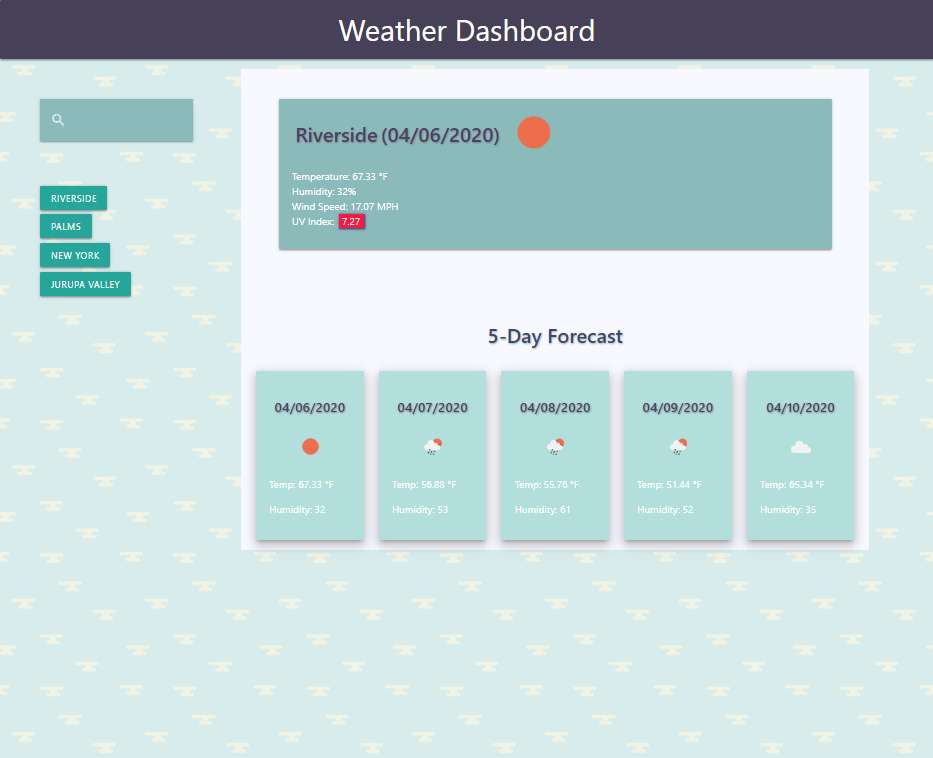 Weather Dashboard
RIVERSIDE
PALMS
NEW YORK
JURUPA VALLEY
Riverside (04/06/2020)
Temperature: 67.33 °F
Humidity: 32%
Wind Speed: 17.07 MPH
UV Index: 7.27
5-Day Forecast
04/06/2020
Temp: 67.33 °F
Humidity: 32
04/07/2020
Temp: 56.88 °F
Humidity: 53
04/08/2020
Temp: 55.76 °F
Humidity: 61
04/09/2020
Temp: 51.44 °F
Humidity: 52
04/10/2020
Temp: 65.34 °F
Humidity: 35